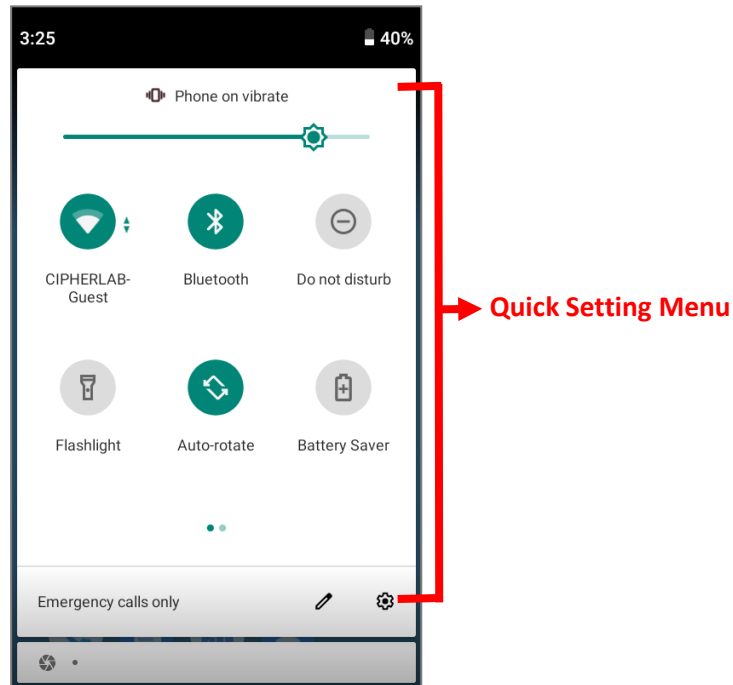 3:25 40%
Phone on vibrate
CIPHERLAB-
Guest
Bluetooth
Do not disturb
Quick Setting Menu
Flashlight
Auto-rotate
Battery Saver
Emergency calls only